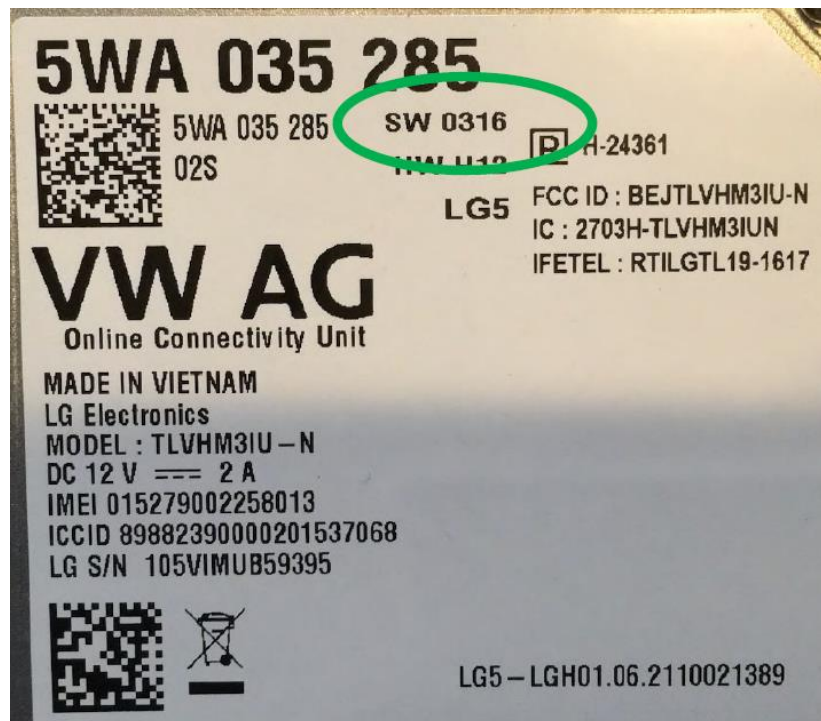 5WA 035 285
5WA 035 285
02S
SW 0316
HW H12
LG5
R H-24361
FCC ID : BEJTLVHM3IU-N
IC : 2703H-TLVHM3IUN
IFETEL : RTILGTL19-1617
VW AG
Online Connectivity Unit
MADE IN VIETNAM
LG Electronics
MODEL : TLVHM3IU-N
DC 12 V ⎓ 2 A
IMEI 015279002258013
ICCID 89882390000201537068
LG S/N 105VIMUB59395
LG5-LGH01.06.2110021389